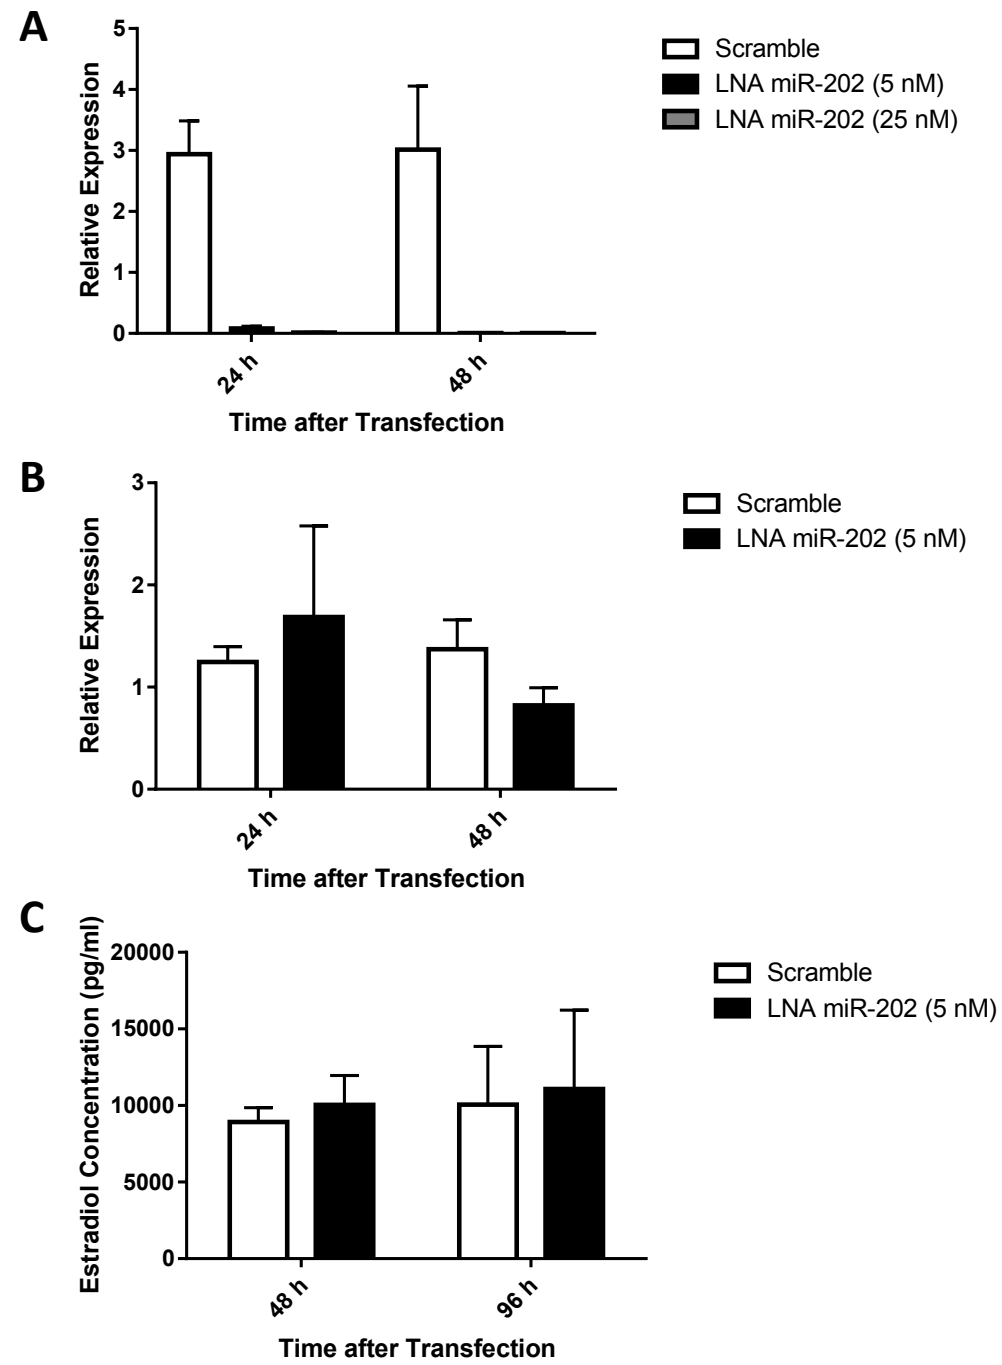 A
Relative Expression
5
4
3
2
1
0
24 h
48 h
Time after Transfection
Scramble
LNA miR-202 (5 nM)
LNA miR-202 (25 nM)
B
Relative Expression
3
2
1
0
24 h
48 h
Time after Transfection
Scramble
LNA miR-202 (5 nM)
C
Estradiol Concentration (pg/ml)
20000
15000
10000
5000
0
48 h
96 h
Time after Transfection
Scramble
LNA miR-202 (5 nM)